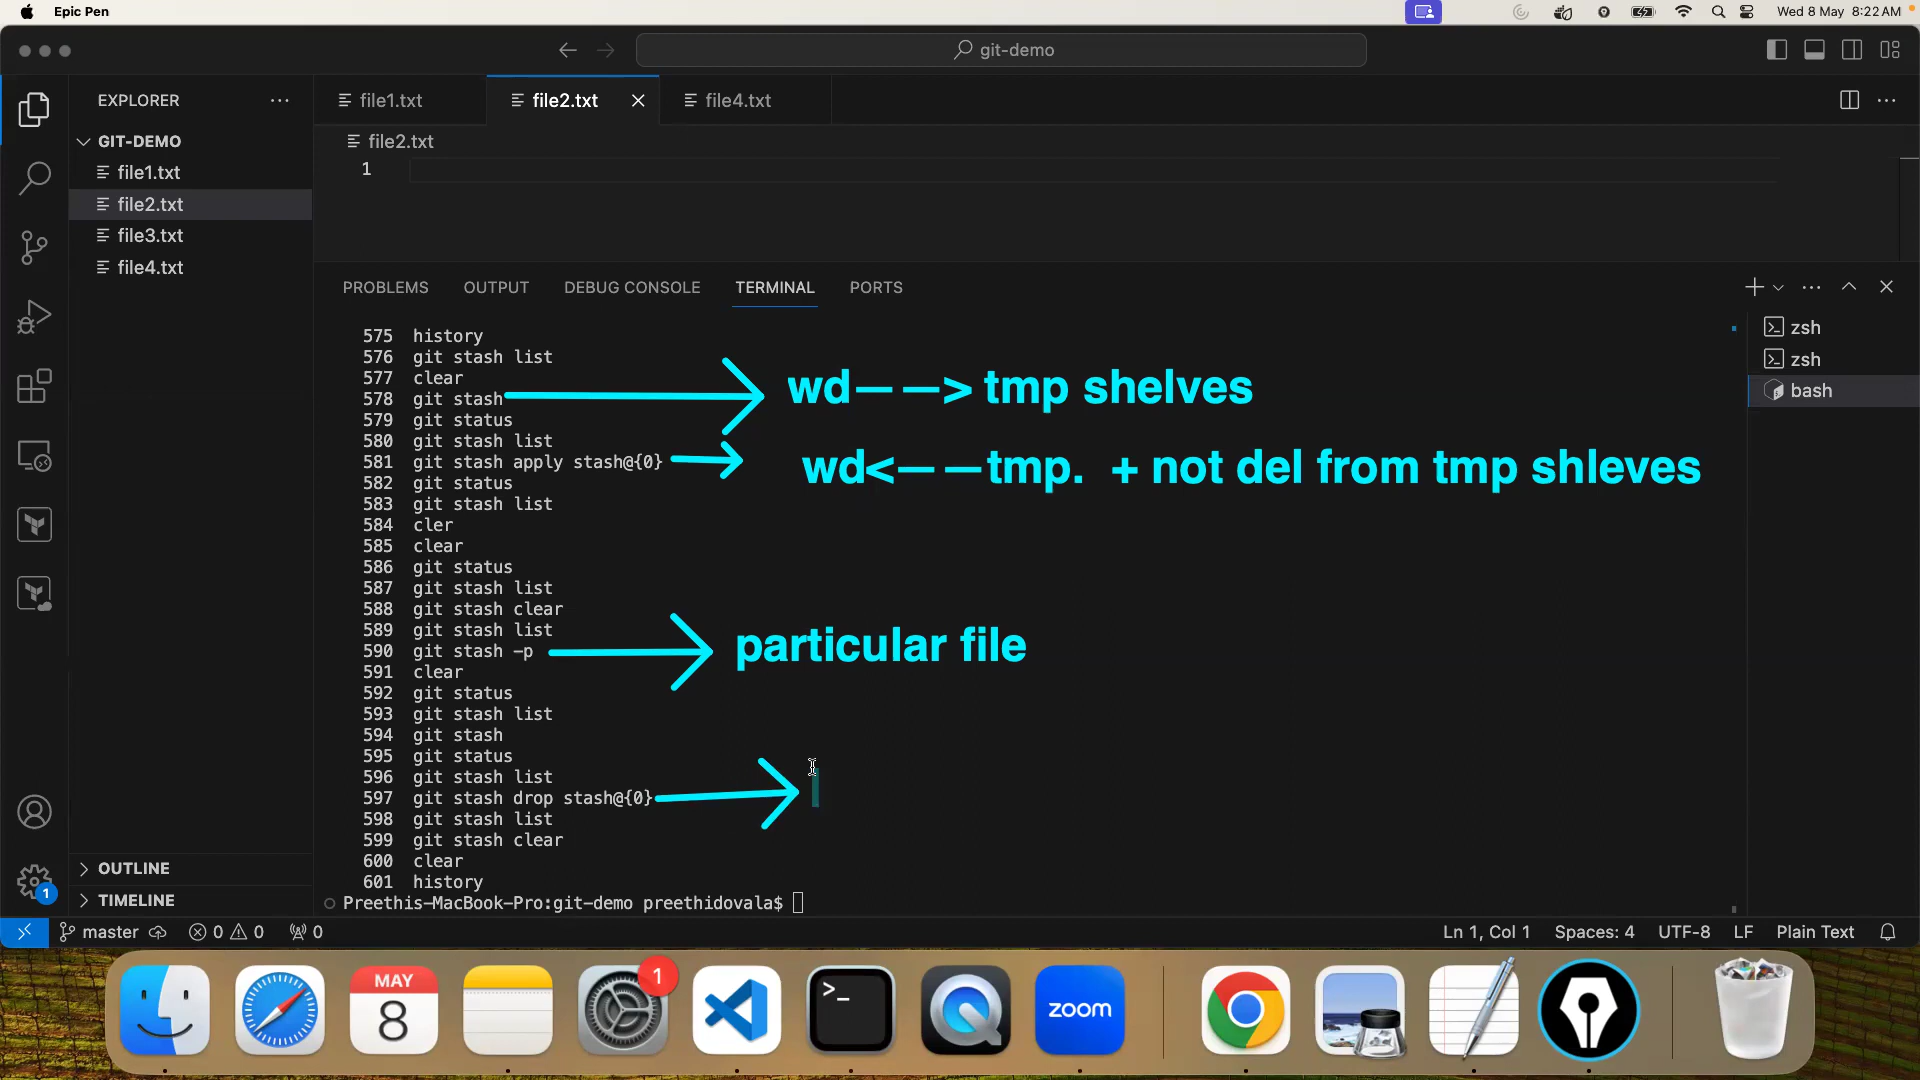 Epic Pen
Wed 8 May 8:22 AM
git-demo
EXPLORER
file1.txt
file2.txt
file4.txt
GIT-DEMO
file1.txt
file2.txt
file3.txt
file4.txt
file2.txt
1
PROBLEMS
OUTPUT
DEBUG CONSOLE
TERMINAL
PORTS
575 history
576 git stash list
577 clear
578 git stash
579 git status
580 git stash list
581 git stash apply stash@{0}
582 git status
583 git stash list
584 cler
585 clear
586 git status
587 git stash list
588 git stash clear
589 git stash list
590 git stash -p
591 clear
592 git status
593 git stash list
594 git stash
595 git status
596 git stash list
597 git stash drop stash@{0}
598 git stash list
599 git stash clear
600 clear
601 history
Preethis-MacBook-Pro:git-demo preethidovala$
wd——> tmp shelves
wd<——tmp. + not del from tmp shleves
particular file
zsh
zsh
bash
OUTLINE
TIMELINE
1
master
0
0
0
Ln 1, Col 1
Spaces: 4
UTF-8
LF
Plain Text
MAY
8
1
>_
zoom